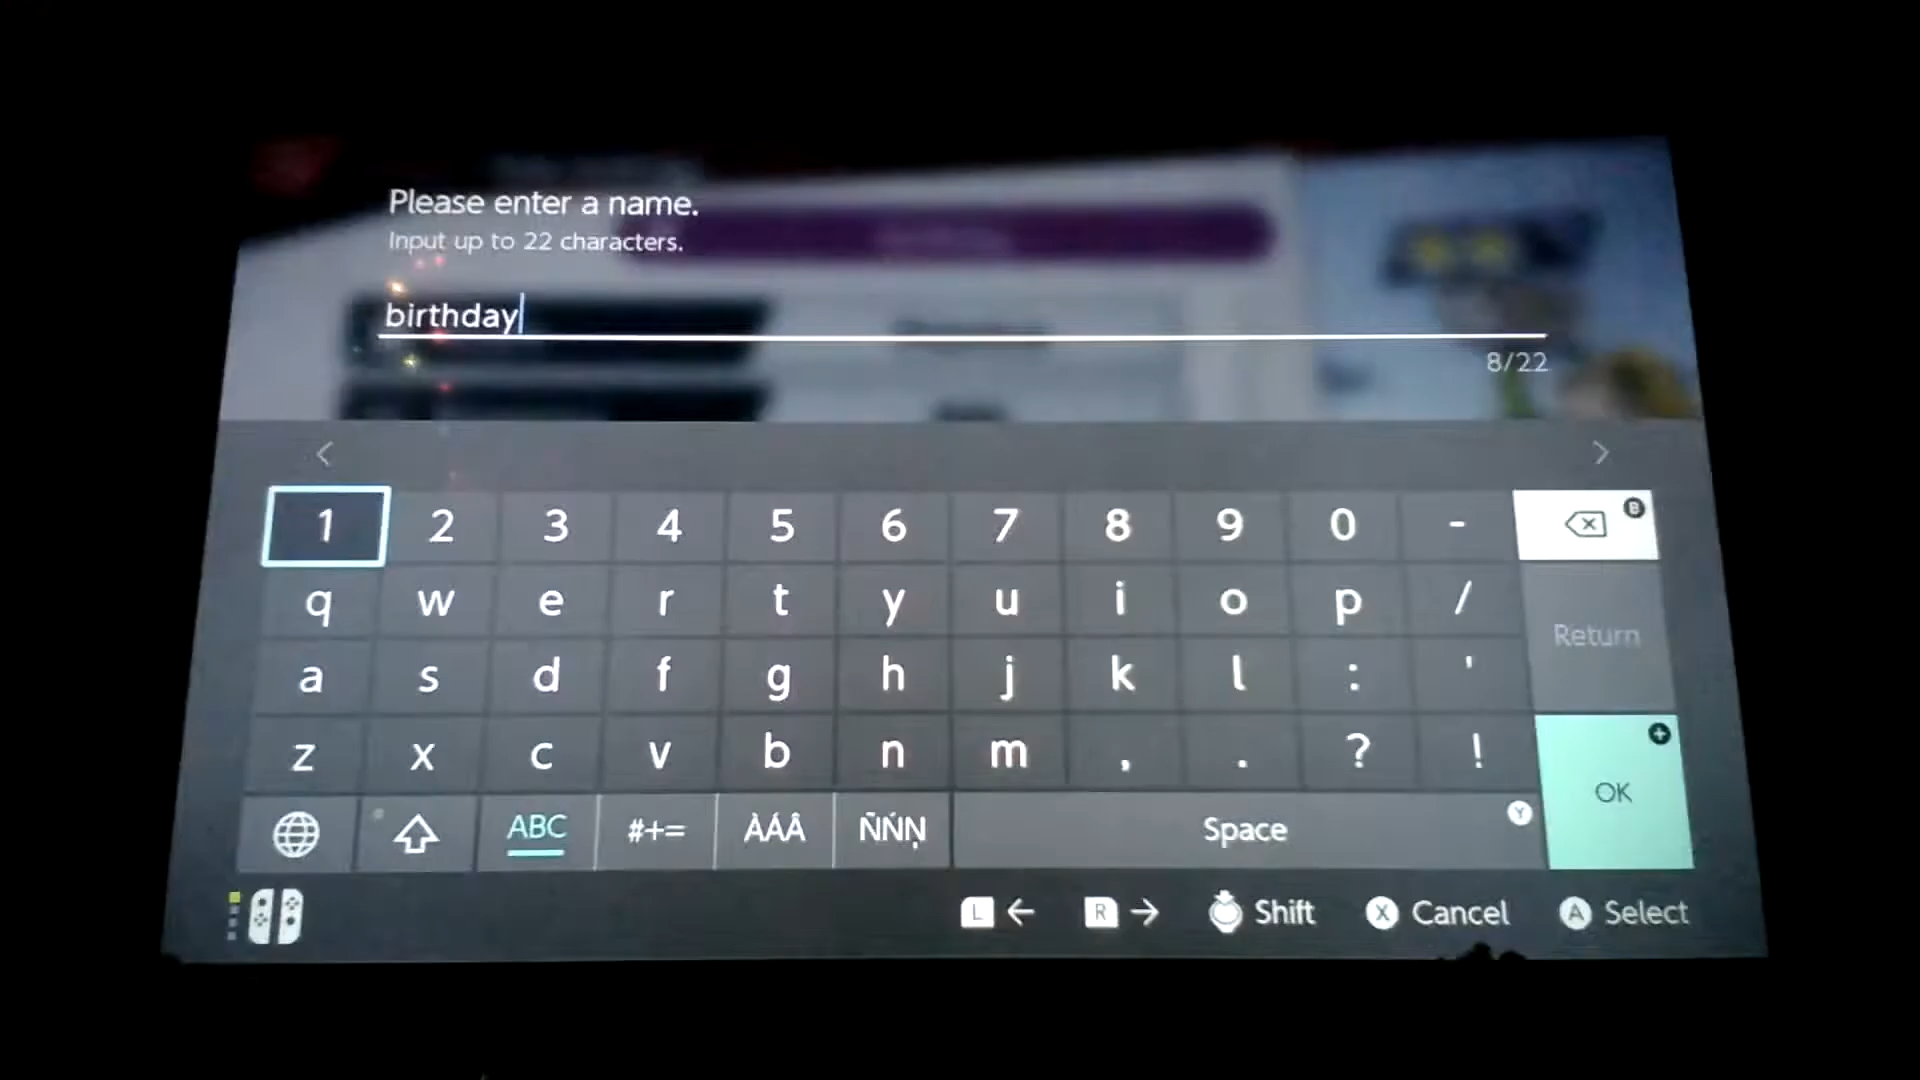 Please enter a name.
Input up to 22 characters.
birthday
8/22
1 2 3 4 5 6 7 8 9 0 - B
q w e r t y u i o p / Return
a s d f g h j k l : '
z x c v b n m , . ? ! + OK
ABC #+= ÀÁÂ ÑŃŅ Space Y
L ← R → Shift X Cancel A Select